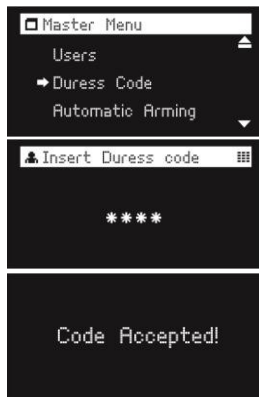 Master Menu
Users
Duress Code
Automatic Arming
Insert Duress code
****
Code Accepted!